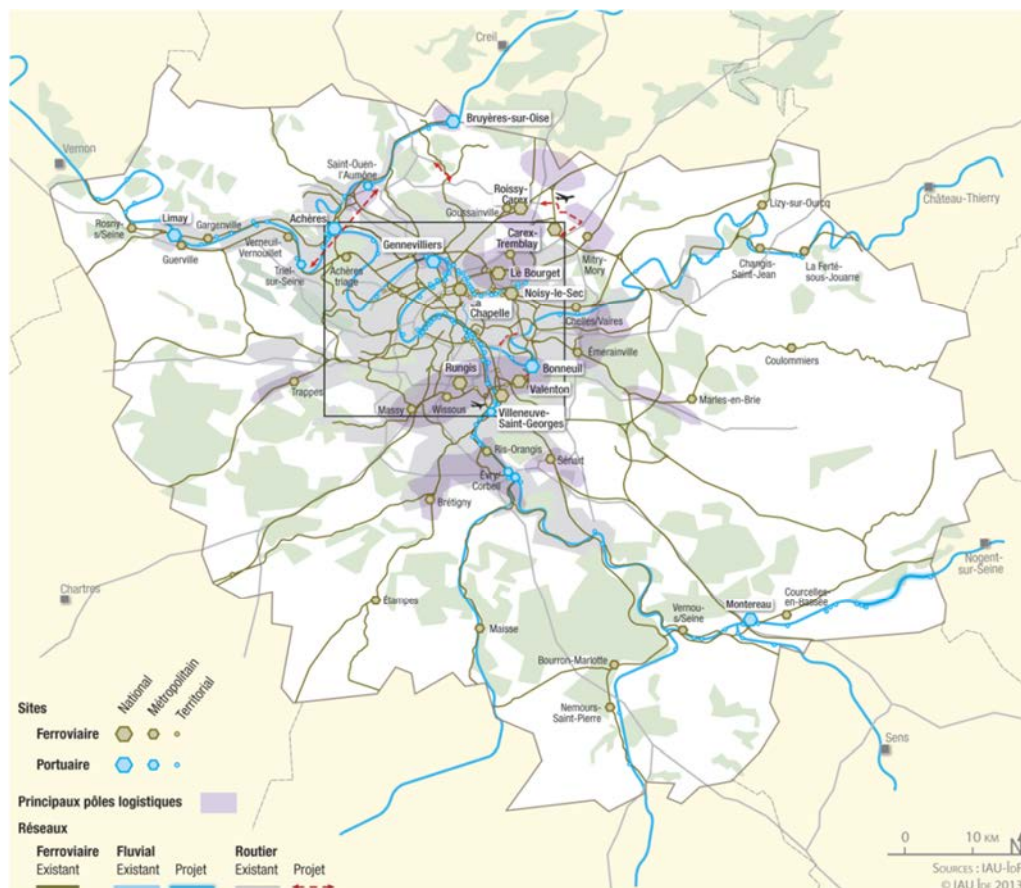 Creil
Bruyères-sur-Oise
Vernon
Saint-Ouen-
l'Aumône
Roissy-
Carex
Goussainville
Château-Thierry
Lizy-sur-Ourcq
Rosny-
s/Seine
Limay
Gargenville
Achères
Guerville
Verneuil-
Vernouillet
Triel-
sur-Seine
Achères
triage
Gennevilliers
Carex-
Tremblay
Mitry-
Mory
Le Bourget
Changis-
Saint-Jean
La Ferté-
sous-Jouarre
Noisy-le-Sec
La
Chapelle
Chelles/Vaires
Émerainville
Coulommiers
Bonneuil
Rungis
Valenton
Trappes
Massy
Wissous
Marles-en-Brie
Villeneuve-
Saint-Georges
Ris-Orangis
Sénart
Évry-
Corbeil
Brétigny
Nogent-
sur-Seine
Chartres
Étampes
Maisse
Vernou-
s/Seine
Montereau
Courcelles-
en-Bassée
Bourron-Marlotte
Nemours-
Saint-Pierre
Sens
Sites
National
Métropolitain
Territorial
Ferroviaire
Portuaire
Principaux pôles logistiques
Réseaux
Ferroviaire Fluvial Routier
Existant Existant Projet Existant Projet
0 10 KM
N
SOURCES : IAU-ÎdF
© IAU ÎDF 2013